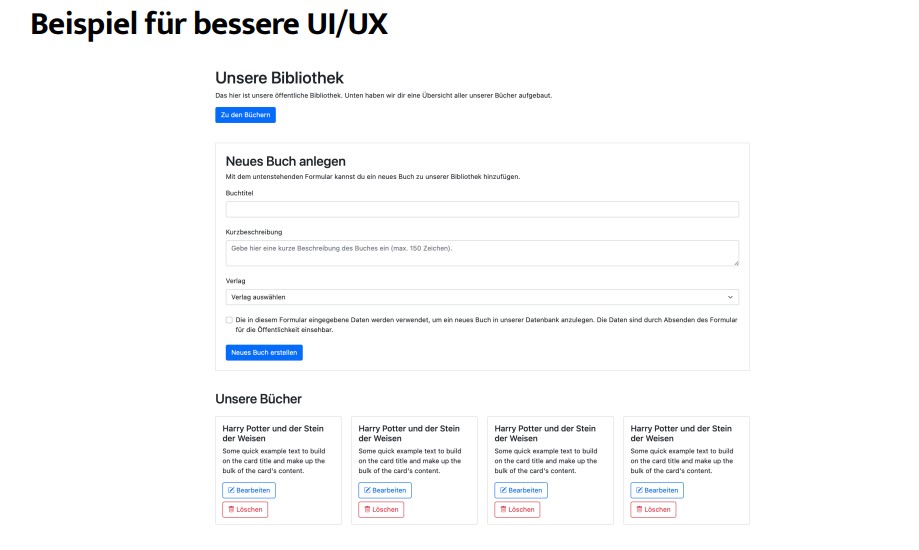 Beispiel für bessere UI/UX
Unsere Bibliothek
Das hier ist unsere öffentliche Bibliothek. Unten haben wir dir eine Übersicht aller unserer Bücher aufgebaut.
Zu den Büchern
Neues Buch anlegen
Mit dem untenstehenden Formular kannst du ein neues Buch zu unserer Bibliothek hinzufügen.
Buchtitel
Kurzbeschreibung
Gebe hier eine kurze Beschreibung des Buches ein (max. 150 Zeichen).
Verlag
Verlag auswählen
Die in diesem Formular eingegebene Daten werden verwendet, um ein neues Buch in unserer Datenbank anzulegen. Die Daten sind durch Absenden des Formular
für die Öffentlichkeit einsehbar.
Neues Buch erstellen
Unsere Bücher
Harry Potter und der Stein
der Weisen
Some quick example text to build
on the card title and make up the
bulk of the card's content.
Bearbeiten
Löschen
Harry Potter und der Stein
der Weisen
Some quick example text to build
on the card title and make up the
bulk of the card's content.
Bearbeiten
Löschen
Harry Potter und der Stein
der Weisen
Some quick example text to build
on the card title and make up the
bulk of the card's content.
Bearbeiten
Löschen
Harry Potter und der Stein
der Weisen
Some quick example text to build
on the card title and make up the
bulk of the card's content.
Bearbeiten
Löschen